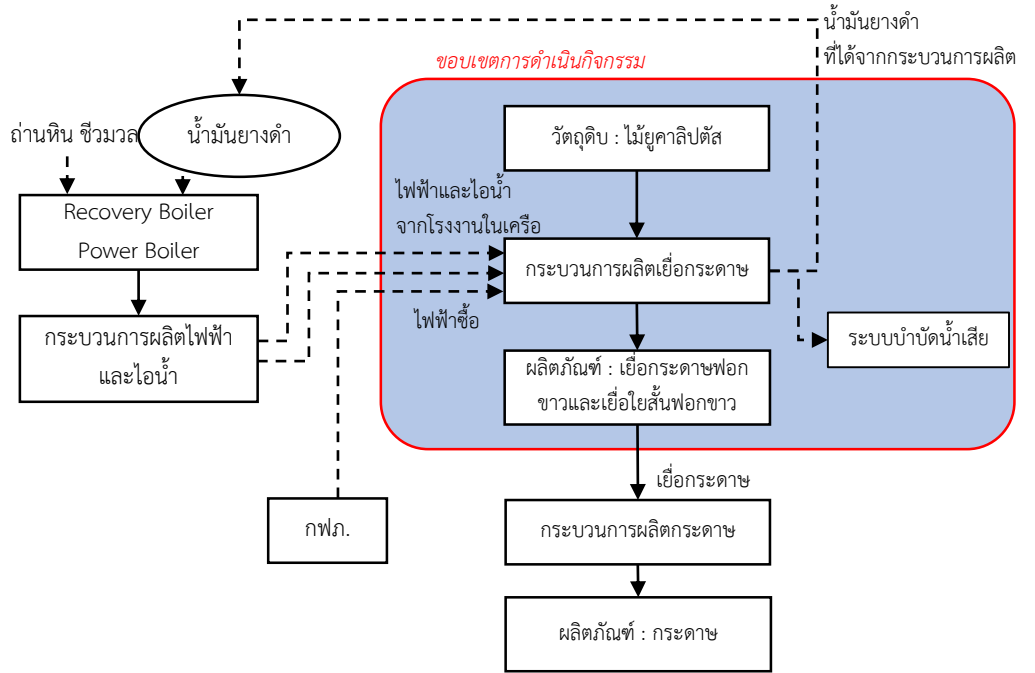 น้ำมันยางดำ
ที่ได้จากกระบวนการผลิต
ขอบเขตการดำเนินกิจกรรม
ถ่านหิน ชีวมวล
น้ำมันยางดำ
วัตถุดิบ : ไม้ยูคาลิปตัส
Recovery Boiler
Power Boiler
ไฟฟ้าและไอน้ำ
จากโรงงานในเครือ
กระบวนการผลิตเยื่อกระดาษ
ไฟฟ้าซื้อ
กระบวนการผลิตไฟฟ้า
และไอน้ำ
ระบบบำบัดน้ำเสีย
ผลิตภัณฑ์ : เยื่อกระดาษฟอก
ขาวและเยื่อใยสั้นฟอกขาว
เยื่อกระดาษ
กฟภ.
กระบวนการผลิตกระดาษ
ผลิตภัณฑ์ : กระดาษ